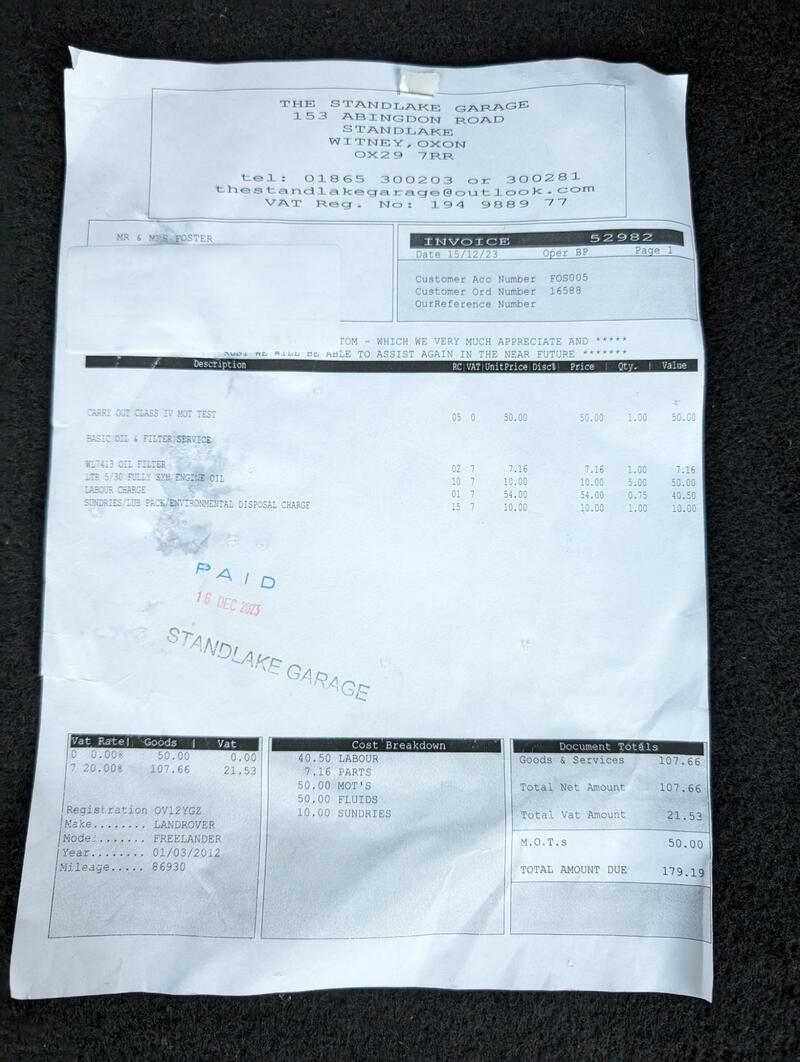 THE STANDLAKE GARAGE
153 ABINGDON ROAD
STANDLAKE
WITNEY, OXON
OX29 7RR
tel: 01865 300203 or 300281
thestandlakegarage@outlook.com
VAT Reg. No: 194 9889 77
MR & MRS FOSTER
INVOICE 52982
Date 15/12/23 Oper BP Page 1
Customer Acc Number FOS005
Customer Ord Number 16588
OurReference Number
TOM - WHICH WE VERY MUCH APPRECIATE AND *****
WE WILL BE ABLE TO ASSIST AGAIN IN THE NEAR FUTURE *******
Description RC VAT UnitPrice Disc% Price Qty. Value
CARRY OUT CLASS IV MOT TEST 05 0 50.00 50.00 1.00 50.00
BASIC OIL & FILTER SERVICE
WL7413 OIL FILTER 02 7 7.16 7.16 1.00 7.16
LTR 5/30 FULLY SYN ENGINE OIL 10 7 10.00 10.00 5.00 50.00
LABOUR CHARGE 01 7 54.00 54.00 0.75 40.50
SUNDRIES/LUB PACK/ENVIRONMENTAL DISPOSAL CHARGE 15 7 10.00 10.00 1.00 10.00
PAID
16 DEC 2023
STANDLAKE GARAGE
Vat Rate Goods Vat
0 0.00% 50.00 0.00
7 20.00% 107.66 21.53
Registration OV12YGZ
Make........ LANDROVER
Model....... FREELANDER
Year........ 01/03/2012
Mileage..... 86930
Cost Breakdown
40.50 LABOUR
7.16 PARTS
50.00 MOT'S
50.00 FLUIDS
10.00 SUNDRIES
Document Totals
Goods & Services 107.66
Total Net Amount 107.66
Total Vat Amount 21.53
M.O.T.s 50.00
TOTAL AMOUNT DUE 179.19